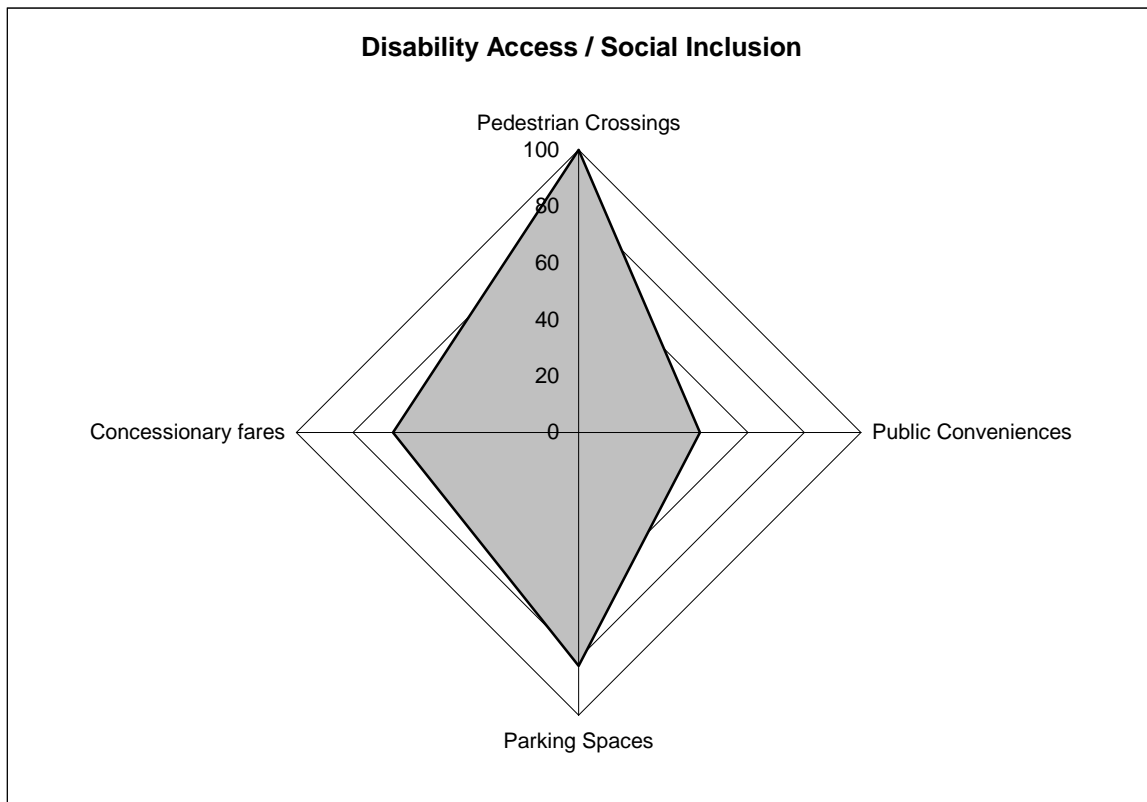 Disability Access / Social Inclusion
Pedestrian Crossings
100
80
60
40
20
0
Concessionary fares
Public Conveniences
Parking Spaces